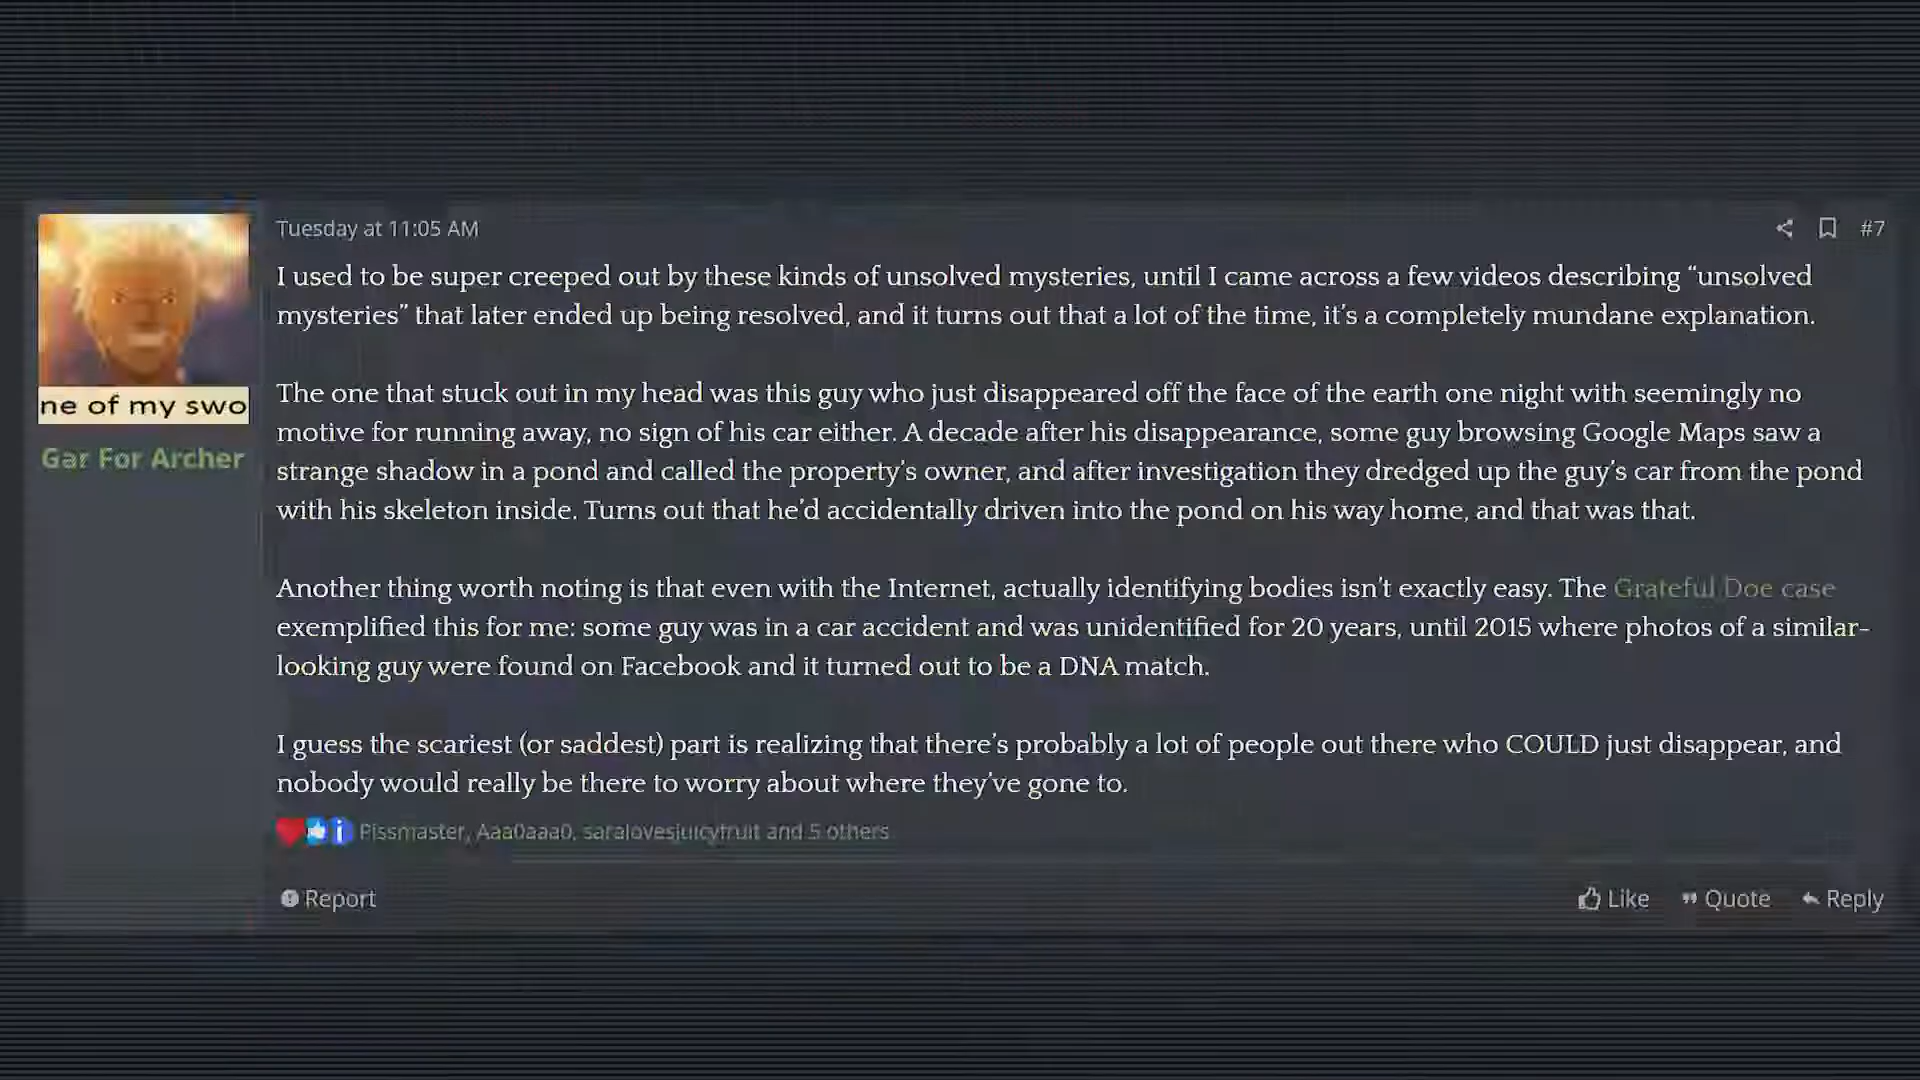 Tuesday at 11:05 AM
#7
I used to be super creeped out by these kinds of unsolved mysteries, until I came across a few videos describing “unsolved
mysteries” that later ended up being resolved, and it turns out that a lot of the time, it’s a completely mundane explanation.
ne of my swo
Gar For Archer
The one that stuck out in my head was this guy who just disappeared off the face of the earth one night with seemingly no
motive for running away, no sign of his car either. A decade after his disappearance, some guy browsing Google Maps saw a
strange shadow in a pond and called the property’s owner, and after investigation they dredged up the guy’s car from the pond
with his skeleton inside. Turns out that he’d accidentally driven into the pond on his way home, and that was that.
Another thing worth noting is that even with the Internet, actually identifying bodies isn’t exactly easy. The Grateful Doe case
exemplified this for me: some guy was in a car accident and was unidentified for 20 years, until 2015 where photos of a similar-
looking guy were found on Facebook and it turned out to be a DNA match.
I guess the scariest (or saddest) part is realizing that there’s probably a lot of people out there who COULD just disappear, and
nobody would really be there to worry about where they’ve gone to.
Pissmaster, Aaa0aaa0, saralovesjuicyfruit and 5 others
Report
Like
Quote
Reply